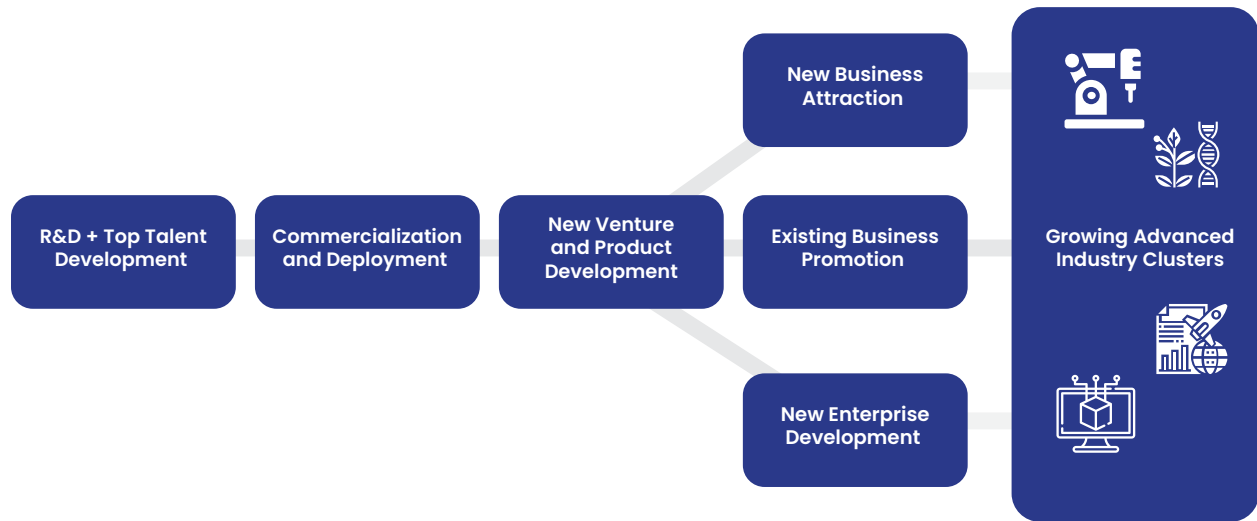 R&D + Top Talent
Development
Commercialization
and Deployment
New Venture
and Product
Development
New Business
Attraction
Existing Business
Promotion
New Enterprise
Development
Growing Advanced
Industry Clusters